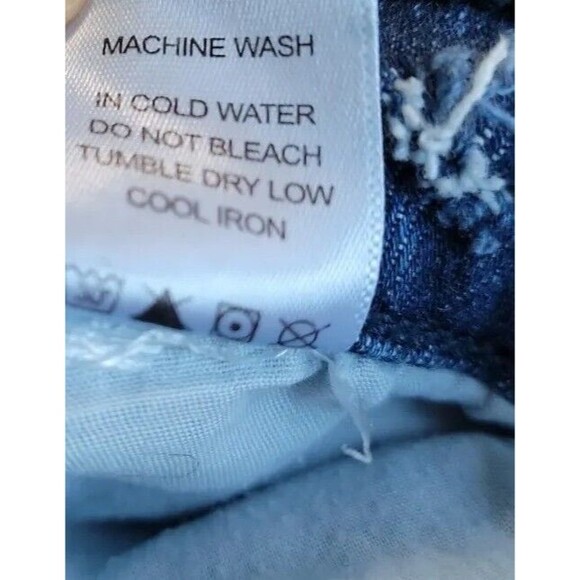 MACHINE WASH
IN COLD WATER
DO NOT BLEACH
TUMBLE DRY LOW
COOL IRON